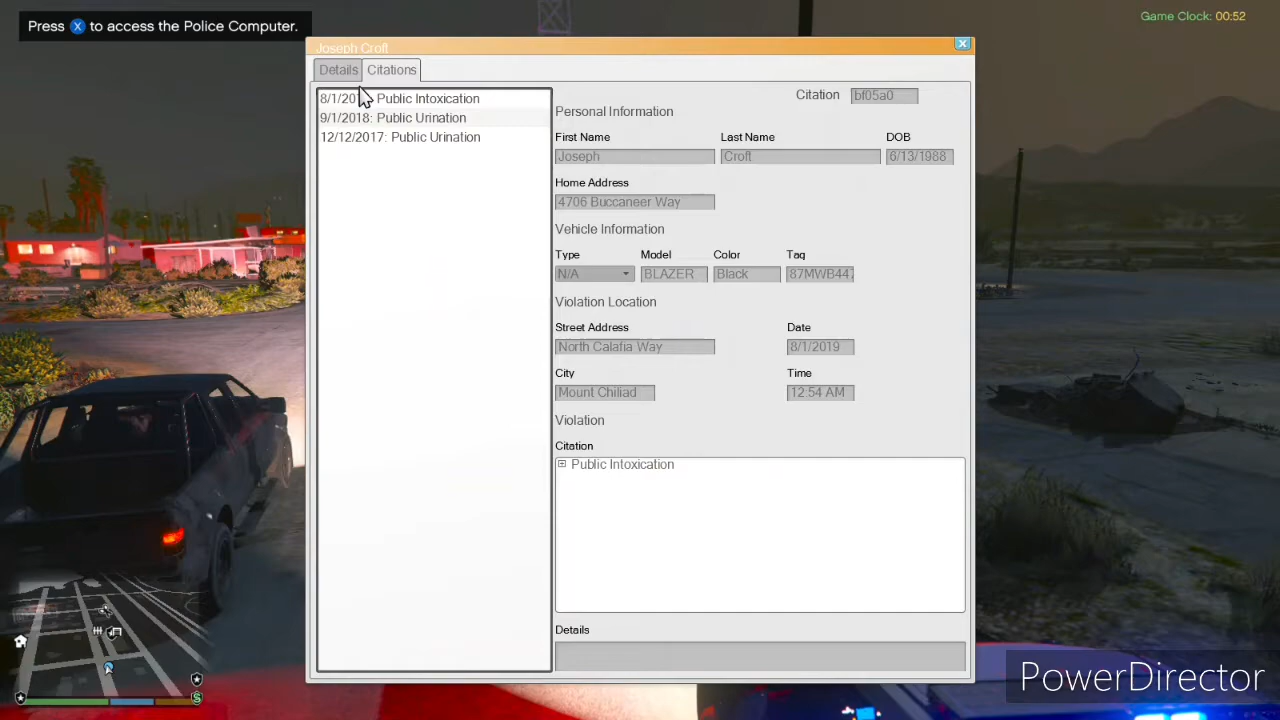 Press X to access the Police Computer.
Game Clock: 00:52
Joseph Croft
Details Citations
8/1/201 Public Intoxication
9/1/2018: Public Urination
12/12/2017: Public Urination
Citation bf05a0
Personal Information
First Name Last Name DOB
Joseph Croft 6/13/1988
Home Address
4706 Buccaneer Way
Vehicle Information
Type Model Color Tag
N/A BLAZER Black 87MWB447
Violation Location
Street Address Date
North Calafia Way 8/1/2019
City Time
Mount Chiliad 12:54 AM
Violation
Citation
Public Intoxication
Details
PowerDirector